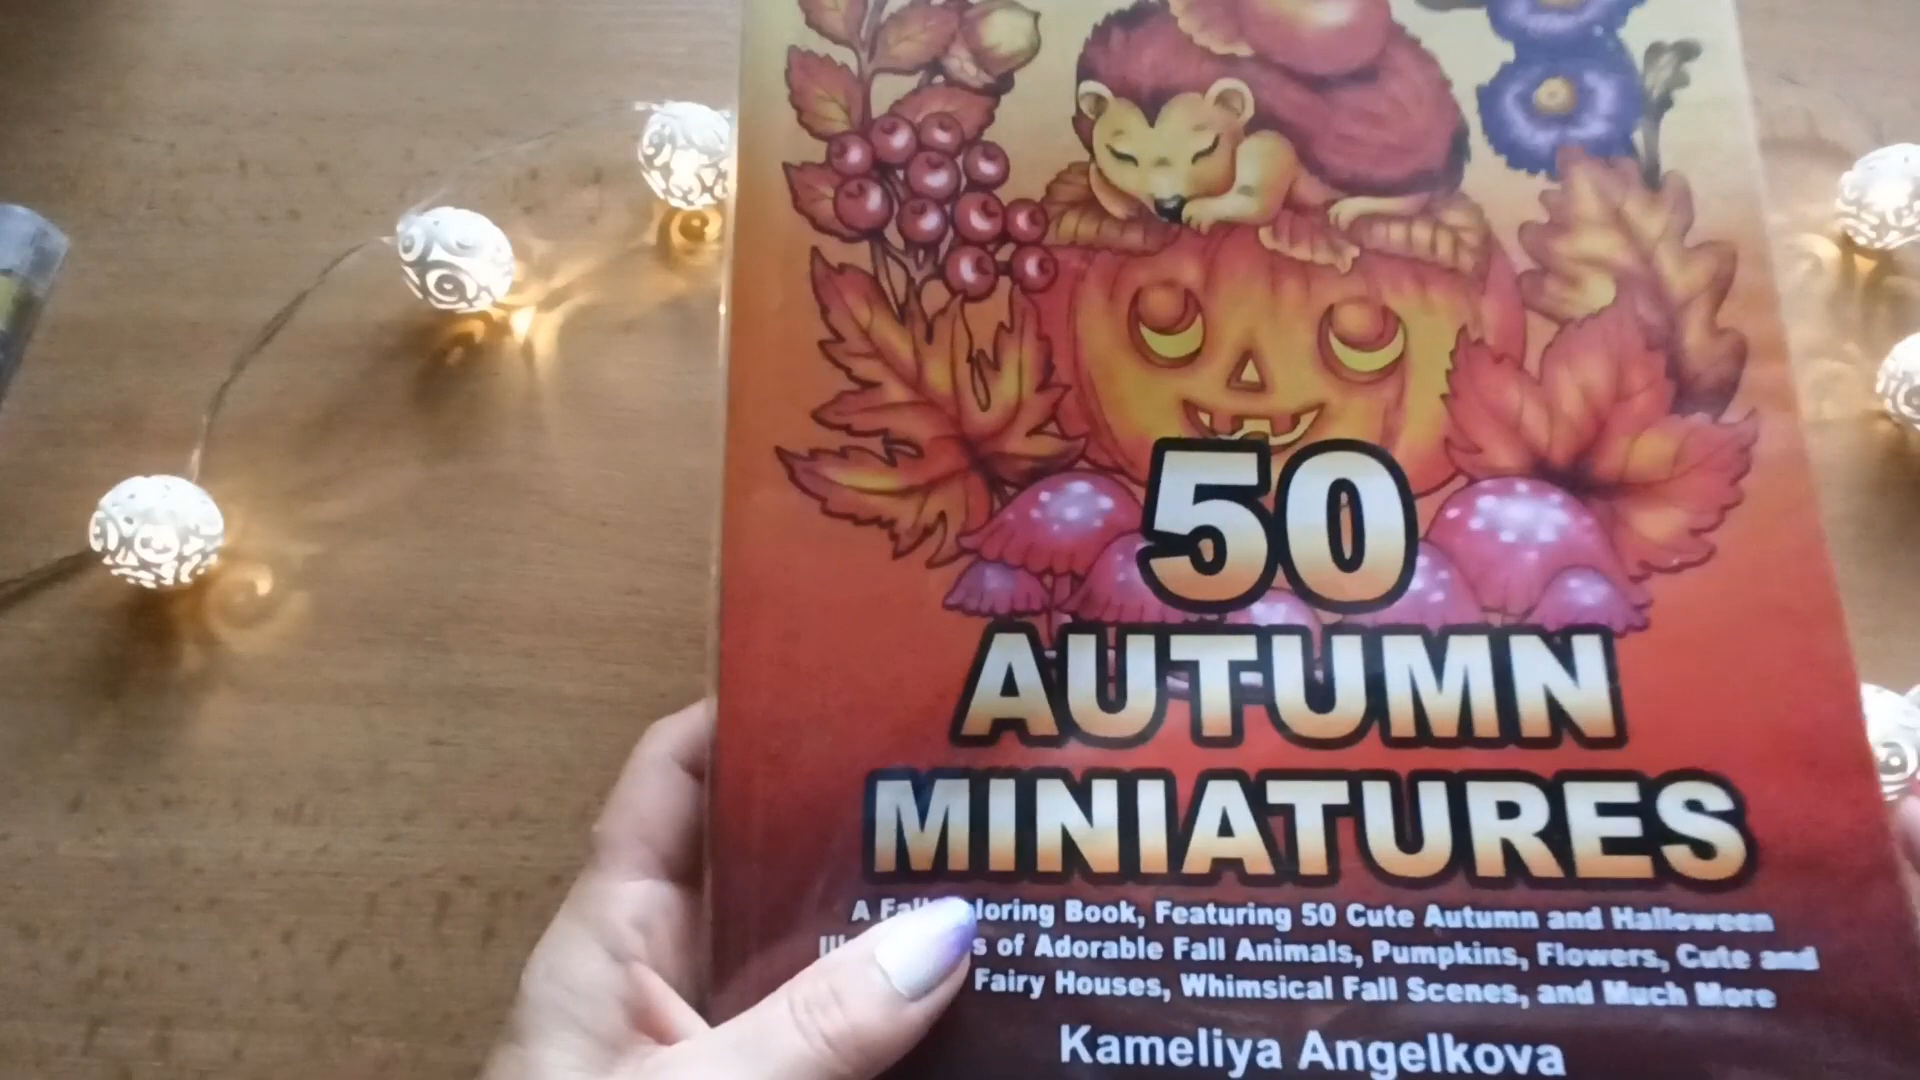 50
AUTUMN
MINIATURES
A Fall loring Book, Featuring 50 Cute Autumn and Halloween
s of Adorable Fall Animals, Pumpkins, Flowers, Cute and
Fairy Houses, Whimsical Fall Scenes, and Much More
Kameliya Angelkova